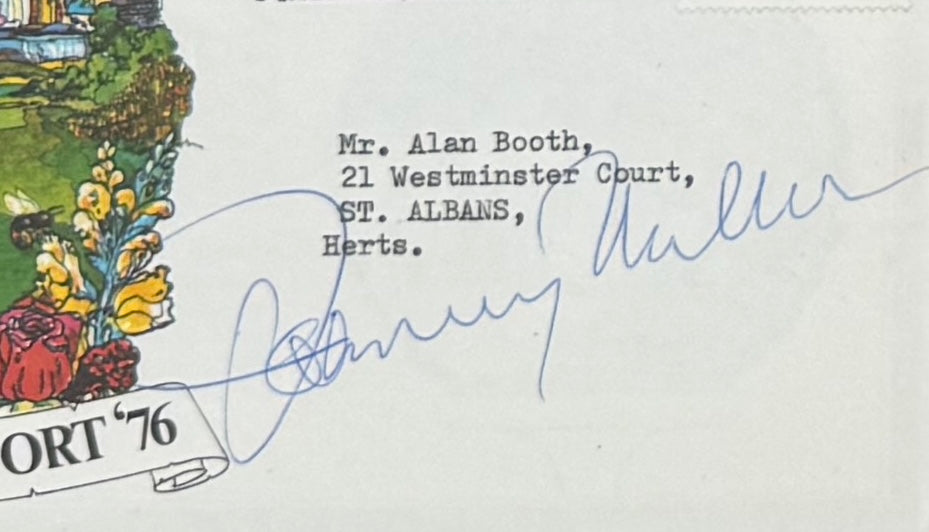 Mr. Alan Booth,
21 Westminster Court,
ST. ALBANS,
Herts.
ORT '76